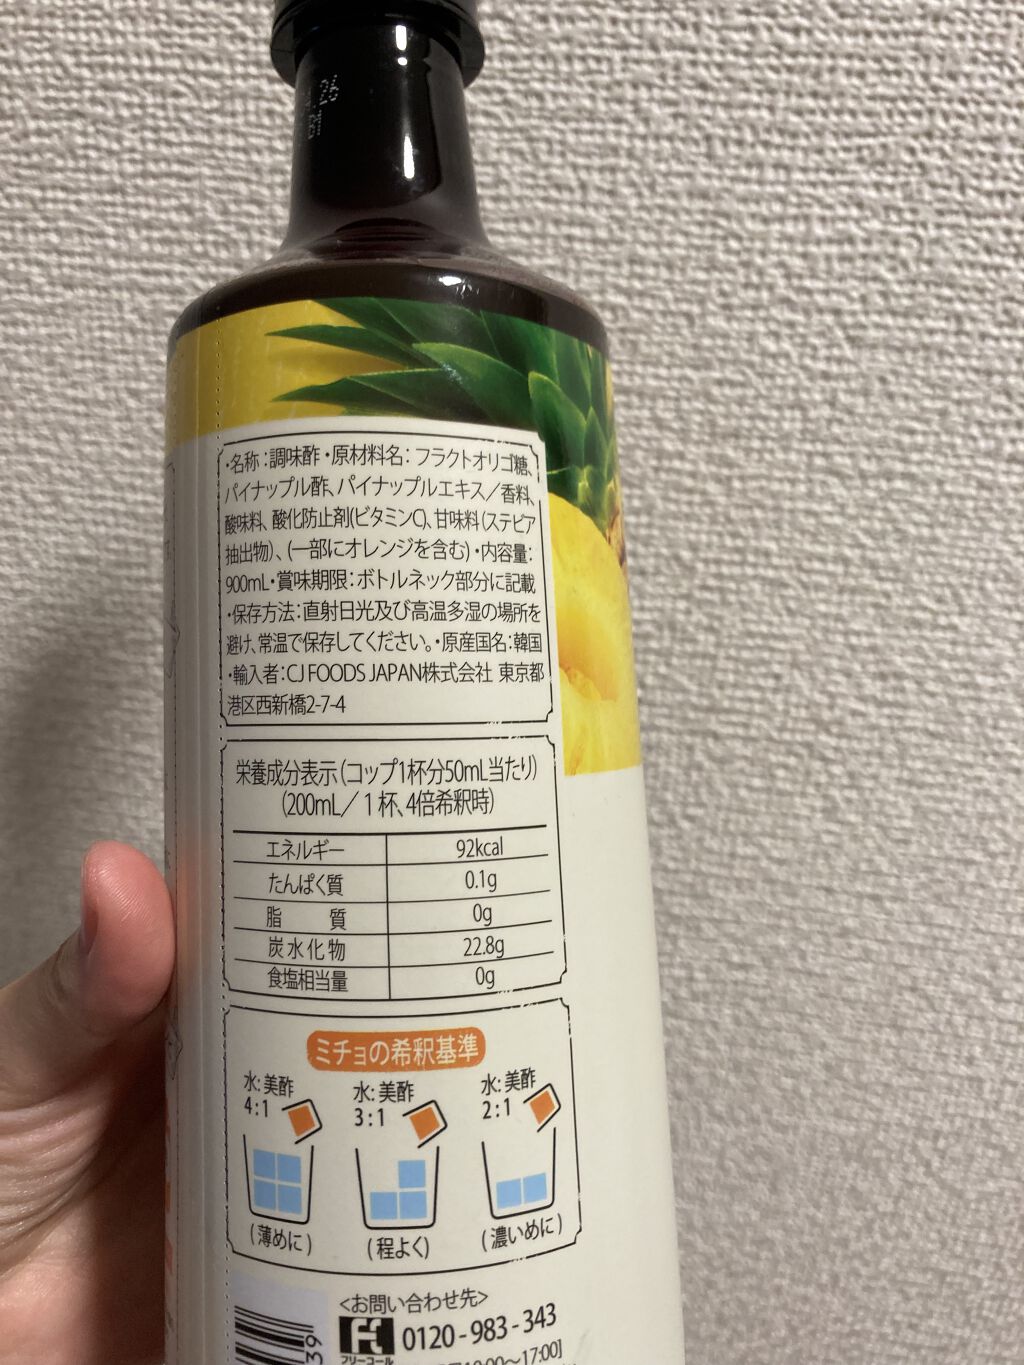 ・名称：調味酢・原材料名：フラクトオリゴ糖、
パイナップル酢、パイナップルエキス／香料、
酸味料、酸化防止剤(ビタミンC)、甘味料(ステビア
抽出物)、(一部にオレンジを含む)・内容量：
900mL・賞味期限：ボトルネック部分に記載
・保存方法：直射日光及び高温多湿の場所を
避け、常温で保存してください。・原産国名：韓国
・輸入者：CJ FOODS JAPAN株式会社 東京都
港区西新橋2-7-4
栄養成分表示(コップ1杯分50mL当たり)
(200mL／1杯、4倍希釈時)
エネルギー 92kcal
たんぱく質 0.1g
脂 質 0g
炭水化物 22.8g
食塩相当量 0g
ミチョの希釈基準
水:美酢 水:美酢 水:美酢
4:1 3:1 2:1
(薄めに) (程よく) (濃いめに)
<お問い合わせ先>
0120-983-343
フリーコール
00〜17:00]
39